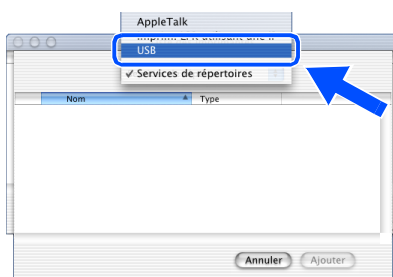 AppleTalk
USB
✓ Services de répertoires
Nom Type
Annuler Ajouter